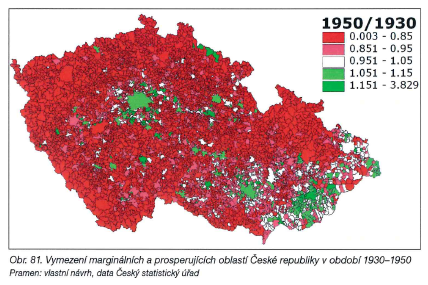 1950/1930
0.003 - 0.85
0.851 - 0.95
0.951 - 1.05
1.051 - 1.15
1.151 - 3.829
Obr. 81. Vymezení marginálních a prosperujících oblastí České republiky v období 1930–1950
Pramen: vlastní návrh, data Český statistický úřad